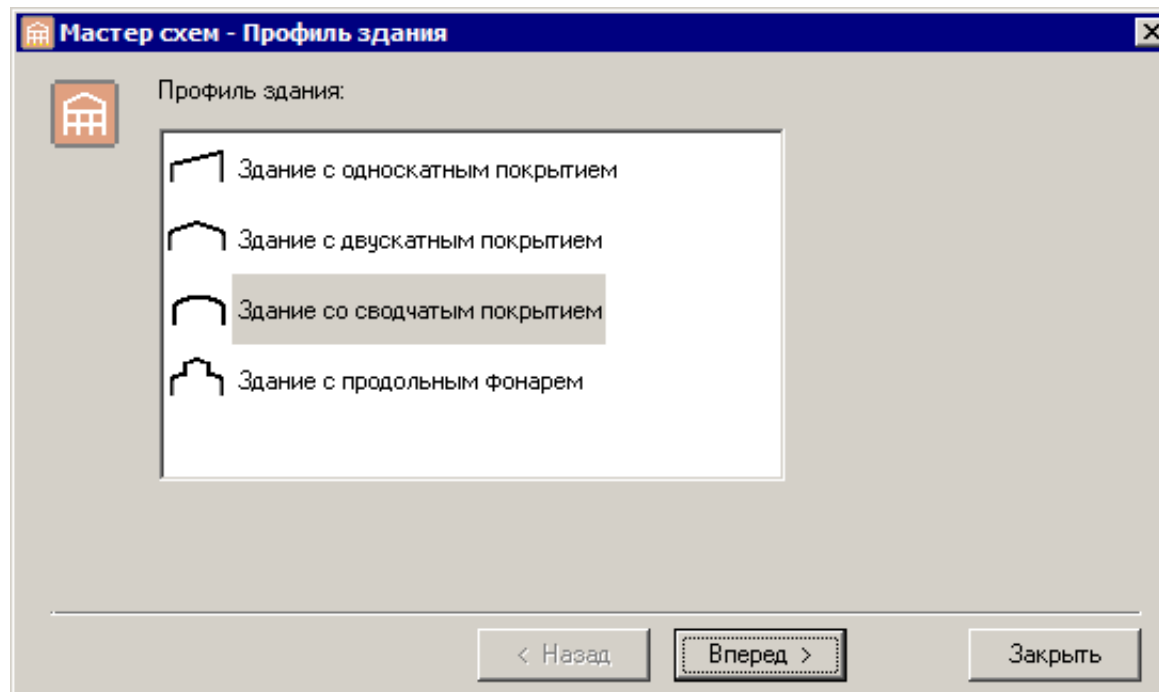 Мастер схем - Профиль здания
Профиль здания:
Здание с односкатным покрытием
Здание с двускатным покрытием
Здание со сводчатым покрытием
Здание с продольным фонарем
< Назад
Вперед >
Закрыть